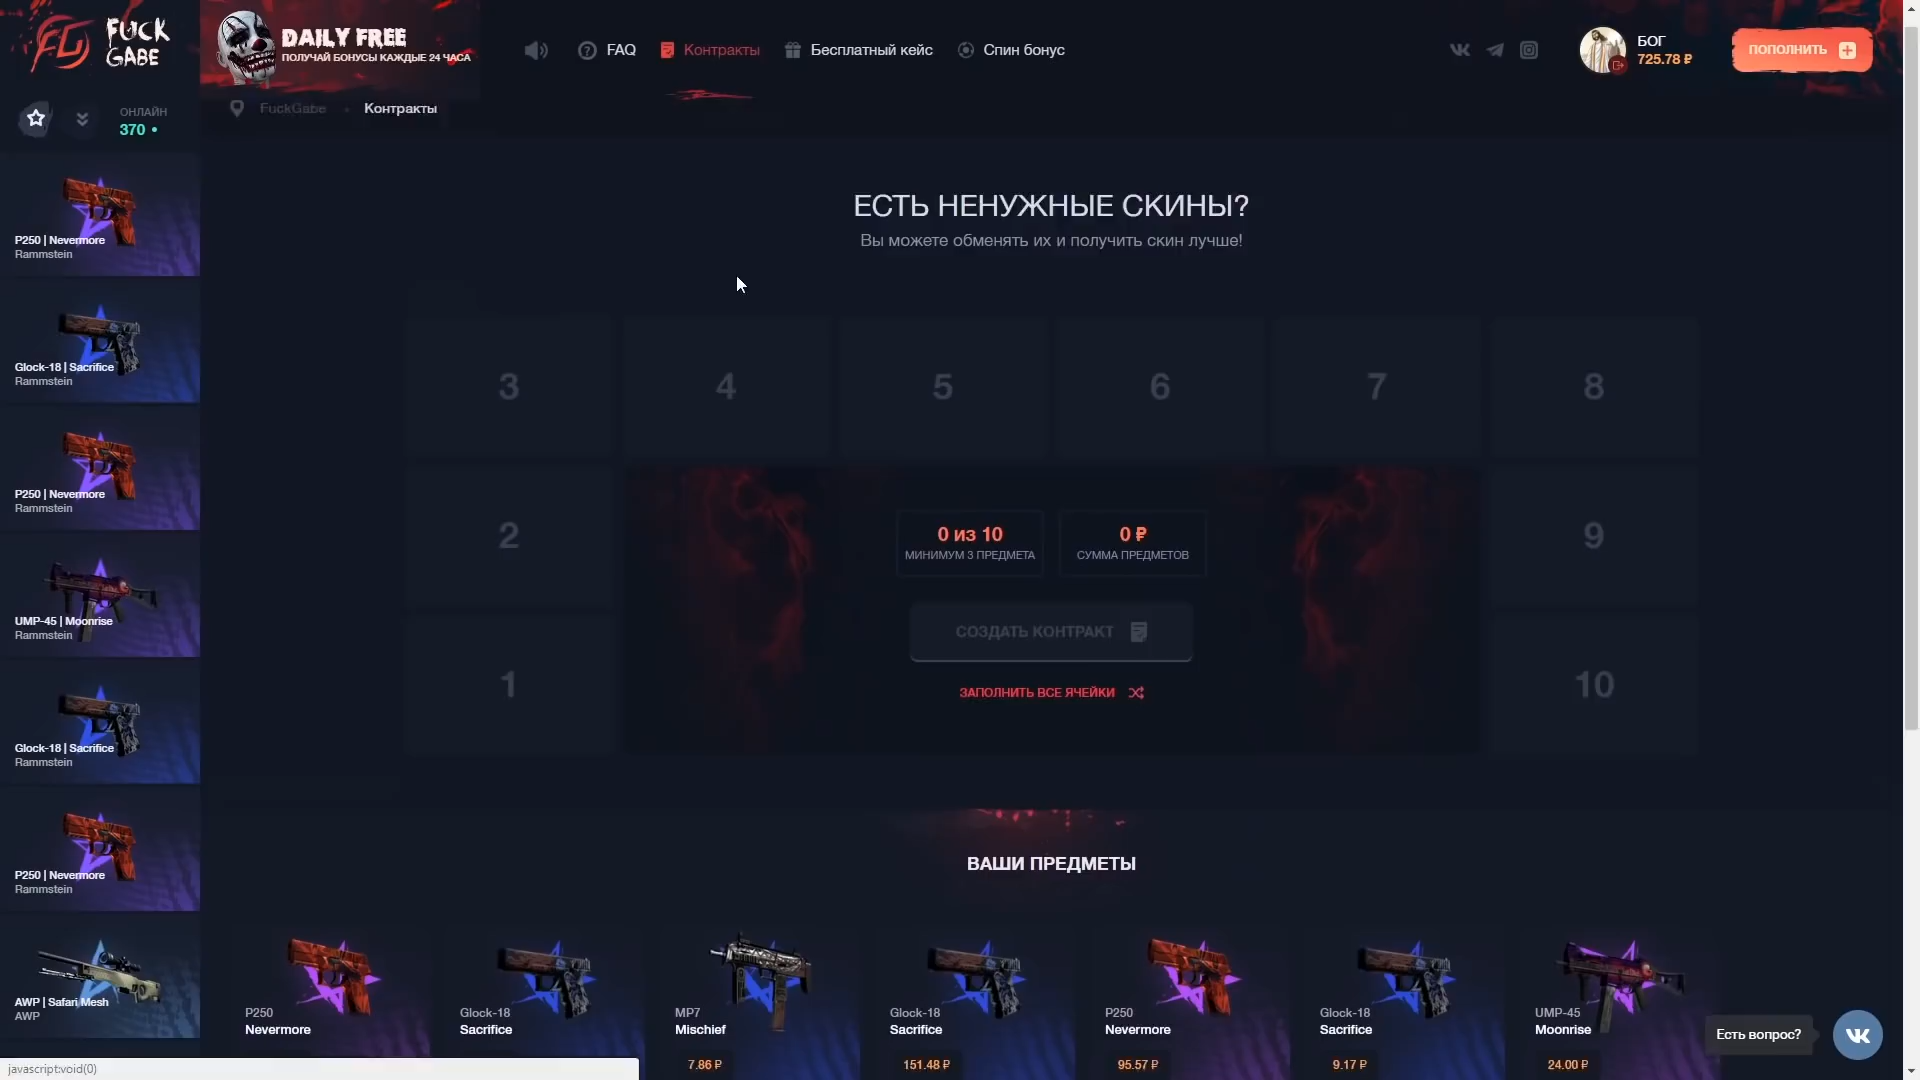 FUCK
GABE
DAILY FREE
ПОЛУЧАЙ БОНУСЫ КАЖДЫЕ 24 ЧАСА
FAQ
Контракты
Бесплатный кейс
Спин бонус
БОГ
725.78 ₽
ПОПОЛНИТЬ
ОНЛАЙН
370
FuckGabe
Контракты
ЕСТЬ НЕНУЖНЫЕ СКИНЫ?
Вы можете обменять их и получить скин лучше!
P250 | Nevermore
Rammstein
Glock-18 | Sacrifice
Rammstein
P250 | Nevermore
Rammstein
UMP-45 | Moonrise
Rammstein
Glock-18 | Sacrifice
Rammstein
P250 | Nevermore
Rammstein
AWP | Safari Mesh
AWP
3
4
5
6
7
8
2
9
1
10
0 из 10
МИНИМУМ 3 ПРЕДМЕТА
0 ₽
СУММА ПРЕДМЕТОВ
СОЗДАТЬ КОНТРАКТ
ЗАПОЛНИТЬ ВСЕ ЯЧЕЙКИ
ВАШИ ПРЕДМЕТЫ
P250
Nevermore
Glock-18
Sacrifice
MP7
Mischief
7.86 ₽
Glock-18
Sacrifice
151.48 ₽
P250
Nevermore
95.57 ₽
Glock-18
Sacrifice
9.17 ₽
UMP-45
Moonrise
24.00 ₽
Есть вопрос?
javascript:void(0)